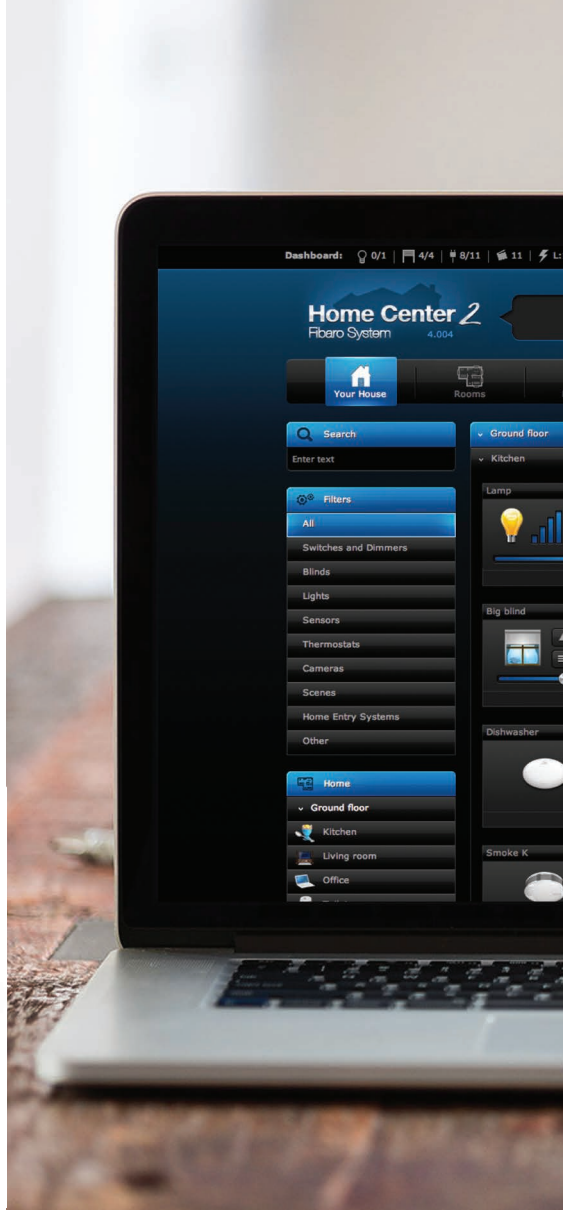 Dashboard: 0/1 | 4/4 | 8/11 | 11 | L:
Home Center 2
Fibaro System 4.004
Your House
Rooms
Search
Enter text
Filters
All
Switches and Dimmers
Blinds
Lights
Sensors
Thermostats
Cameras
Scenes
Home Entry Systems
Other
Home
Ground floor
Kitchen
Living room
Office
Ground floor
Kitchen
Lamp
Big blind
Dishwasher
Smoke K